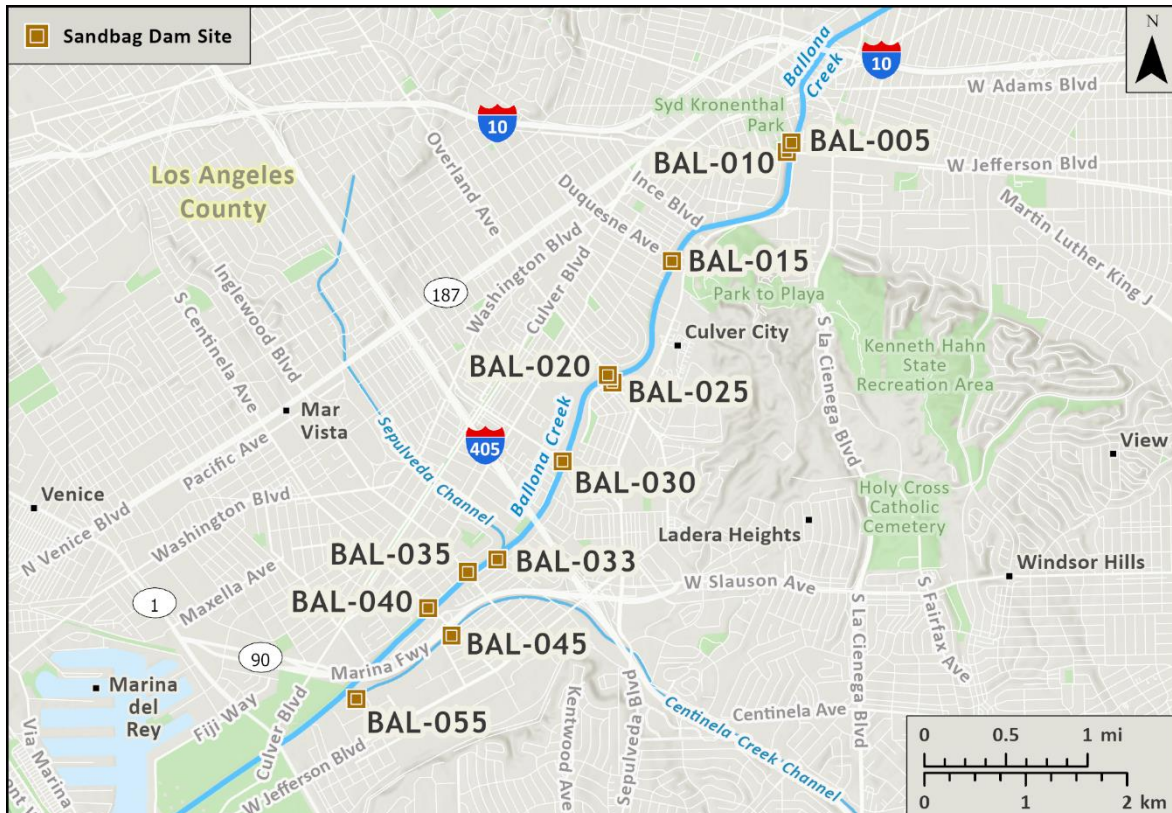 Sandbag Dam Site
N
Ballona
Creek
10
W Adams Blvd
Syd Kronenthal
Park
10
BAL-005
BAL-010
W Jefferson Blvd
Overland Ave
Los Angeles
County
Duquesne Ave
Ince Blvd
Martin Luther King J
Washington Blvd
BAL-015
Inglewood Blvd
S Centinela Ave
187
Culver Blvd
Park to Playa
Culver City
S la Cienega Blvd
Kenneth Hahn
State
Recreation Area
BAL-020
BAL-025
Mar
Vista
Pacific Ave
Sepulveda Channel
405
Ballona Creek
View
BAL-030
Venice
N Venice Blvd
Washington Blvd
Holy Cross
Catholic
Cemetery
Ladera Heights
BAL-035
BAL-033
Windsor Hills
W Slauson Ave
Maxella Ave
1
BAL-040
BAL-045
S La Cienega Blvd
S Fairfax Ave
90
Marina Fwy
Marina
del
Rey
Fiji Way
Culver Blvd
BAL-055
Kentwood Ave
Sepulveda Blvd
Centinela Ave
Centinela Creek Channel
Via Marina
W Jefferson Blvd
0 0.5 1 mi
0 1 2 km